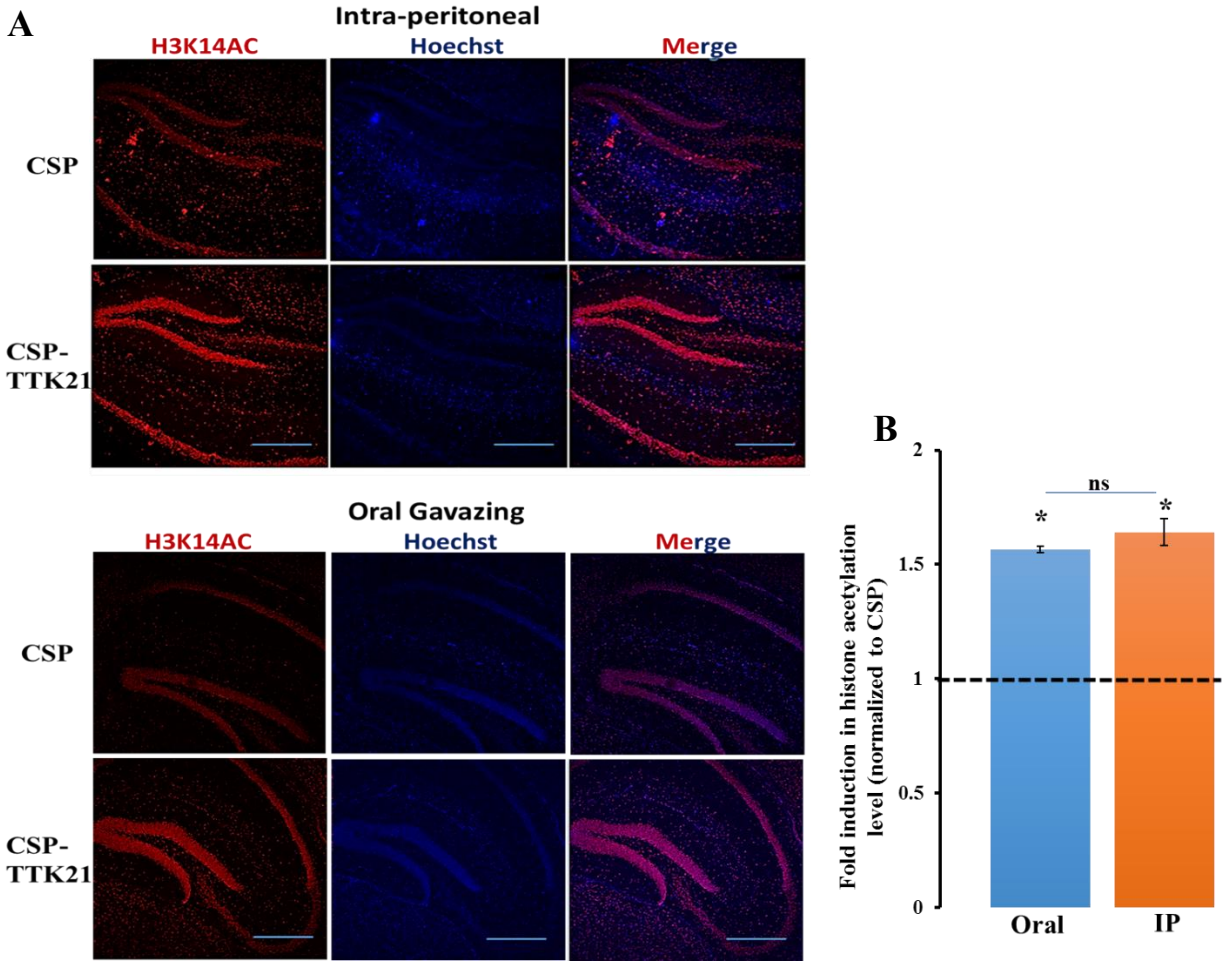 A
Intra-peritoneal
H3K14AC
Hoechst
Merge
CSP
CSP-
TTK21
Oral Gavazing
H3K14AC
Hoechst
Merge
CSP
CSP-
TTK21
B
Fold induction in histone acetylation
level (normalized to CSP)
2
1.5
1
0.5
0
ns
*
*
Oral
IP